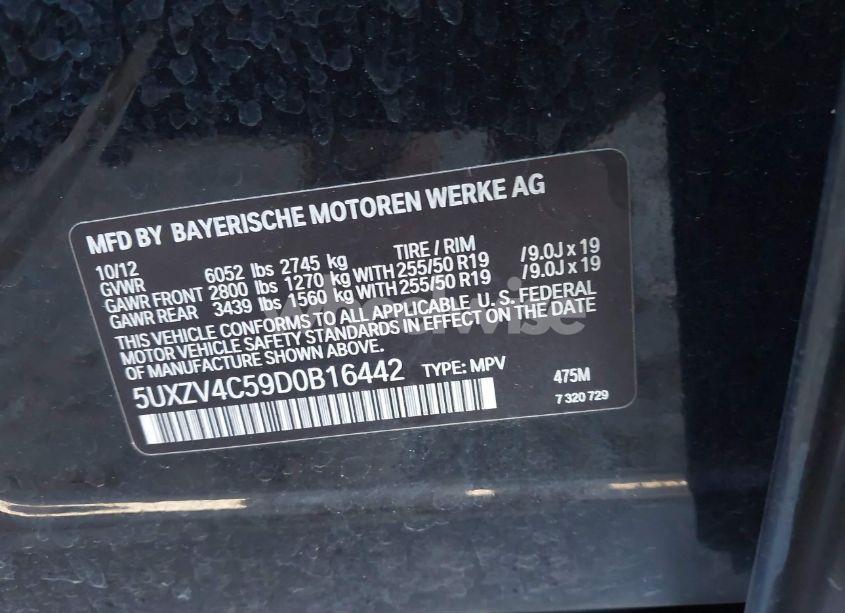 MFD BY BAYERISCHE MOTOREN WERKE AG
10/12 TIRE / RIM
GVWR 6052 lbs 2745 kg
GAWR FRONT 2800 lbs 1270 kg WITH 255/50 R19 /9.0J x 19
GAWR REAR 3439 lbs 1560 kg WITH 255/50 R19 /9.0J x 19
THIS VEHICLE CONFORMS TO ALL APPLICABLE U. S. FEDERAL
MOTOR VEHICLE SAFETY STANDARDS IN EFFECT ON THE DATE
OF MANUFACTURE SHOWN ABOVE.
5UXZV4C59D0B16442 TYPE: MPV 475M
7 320 729